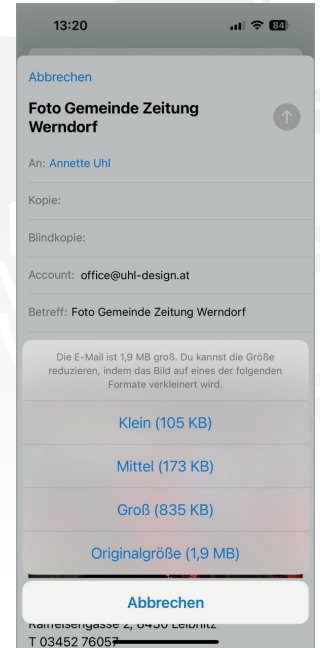 13:20
84
Abbrechen
Foto Gemeinde Zeitung
Werndorf
An: Annette Uhl
Kopie:
Blindkopie:
Account: office@uhl-design.at
Betreff: Foto Gemeinde Zeitung Werndorf
Die E-Mail ist 1,9 MB groß. Du kannst die Größe
reduzieren, indem das Bild auf eines der folgenden
Formate verkleinert wird.
Klein (105 KB)
Mittel (173 KB)
Groß (835 KB)
Originalgröße (1,9 MB)
Abbrechen
Raiffeisengasse 2, 8430 Leibnitz
T 03452 76057